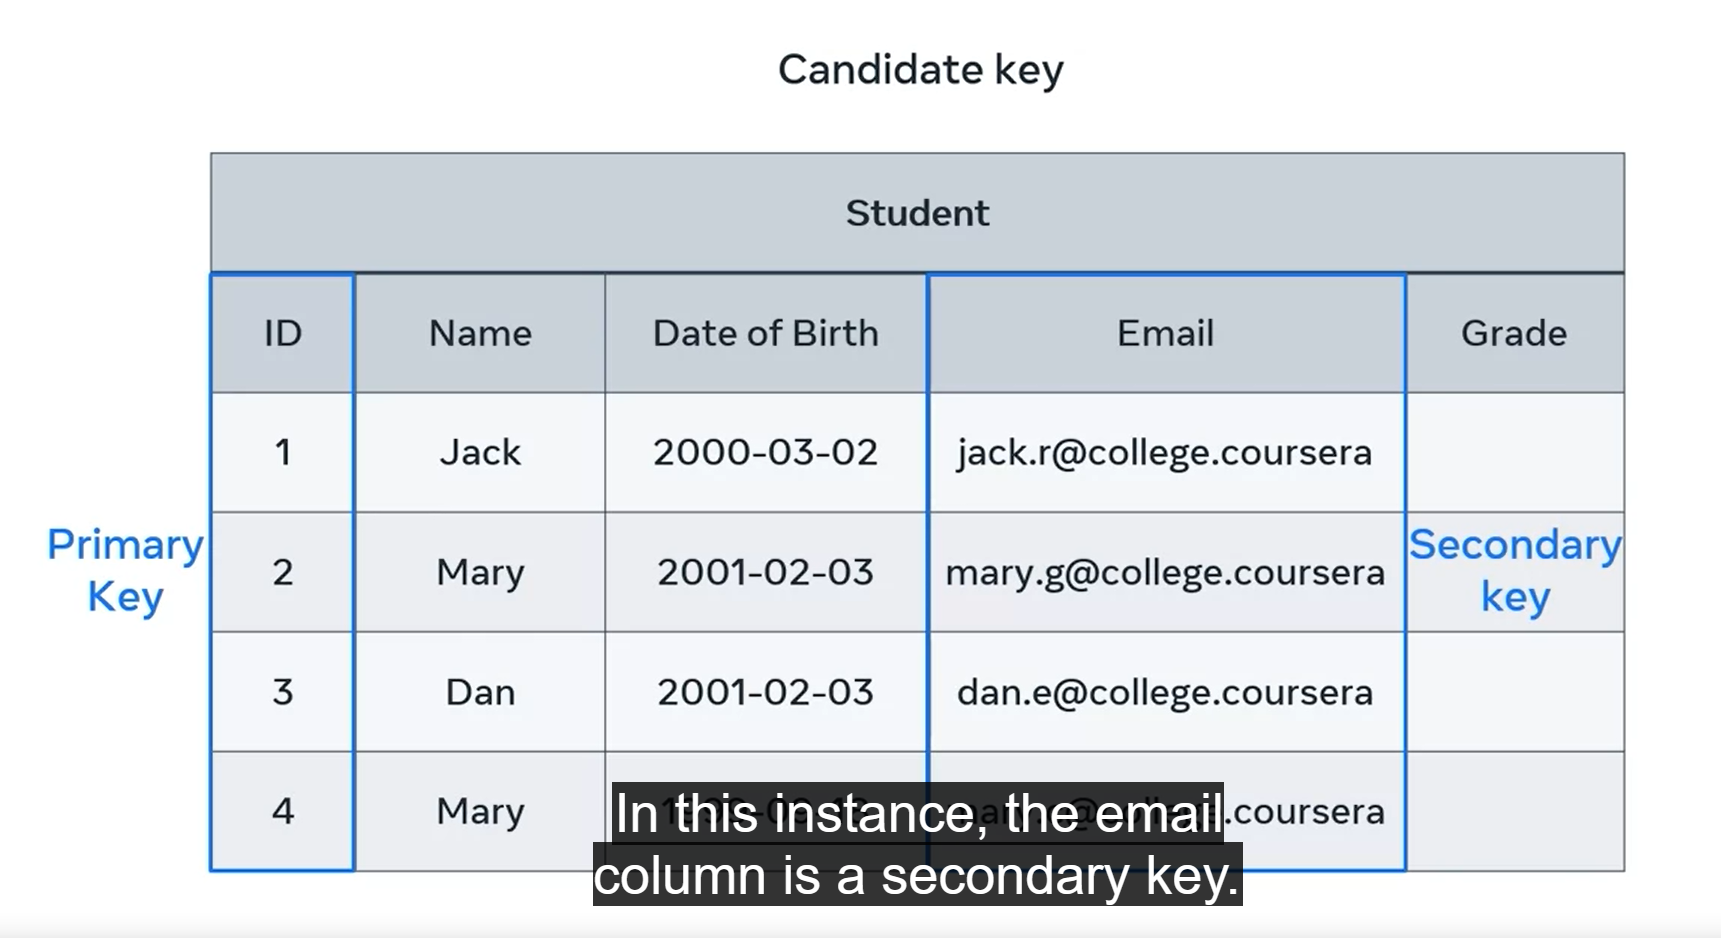 Candidate key
Student
ID Name Date of Birth Email Grade
1 Jack 2000-03-02 jack.r@college.coursera
Primary Key
2 Mary 2001-02-03 mary.g@college.coursera
Secondary key
3 Dan 2001-02-03 dan.e@college.coursera
4 Mary .coursera
In this instance, the email
column is a secondary key.